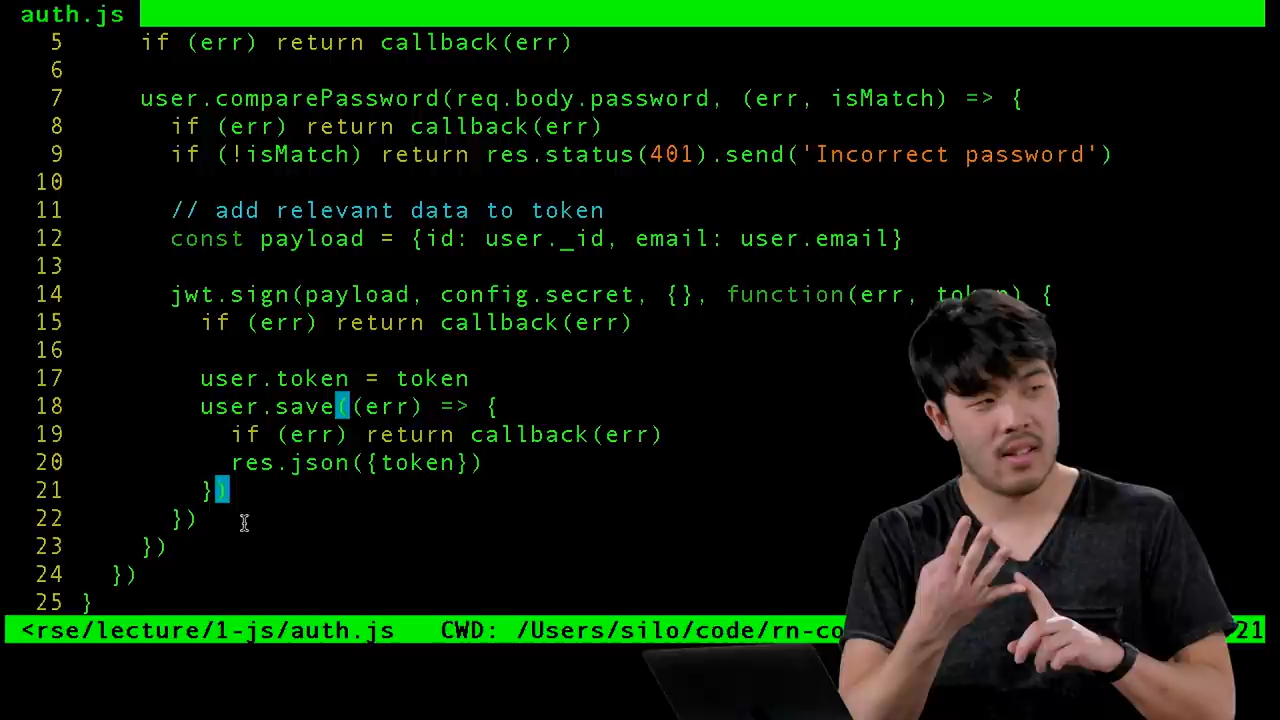 auth.js
5 if (err) return callback(err)
6
7 user.comparePassword(req.body.password, (err, isMatch) => {
8 if (err) return callback(err)
9 if (!isMatch) return res.status(401).send('Incorrect password')
10
11 // add relevant data to token
12 const payload = {id: user._id, email: user.email}
13
14 jwt.sign(payload, config.secret, {}, function(err, token) {
15 if (err) return callback(err)
16
17 user.token = token
18 user.save((err) => {
19 if (err) return callback(err)
20 res.json({token})
21 })
22 })
23 })
24 })
25 }
<rse/lecture/1-js/auth.js CWD: /Users/silo/code/rn-co 21